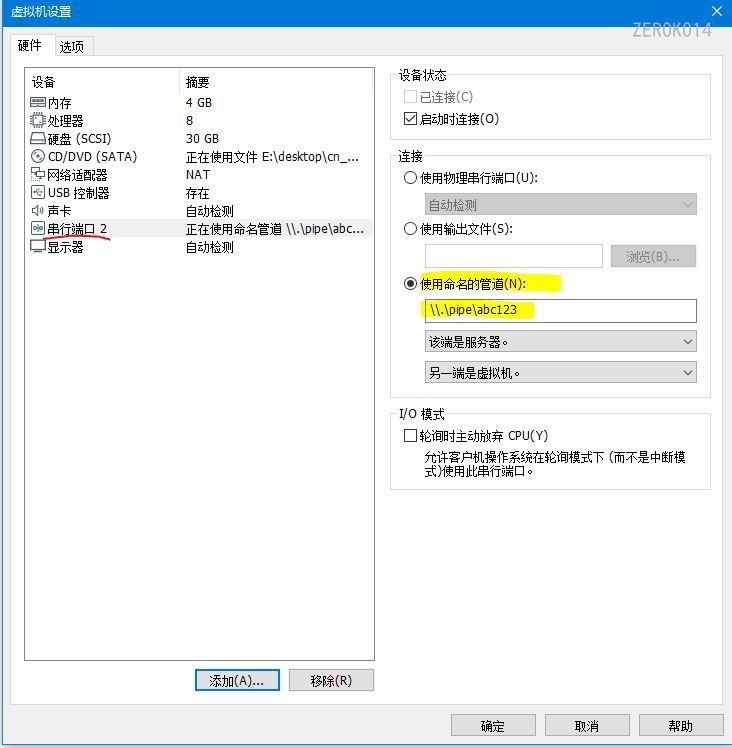 虚拟机设置
ZEROK014
硬件 选项
设备 摘要
内存 4 GB
处理器 8
硬盘 (SCSI) 30 GB
CD/DVD (SATA) 正在使用文件 E:\desktop\cn_...
网络适配器 NAT
USB 控制器 存在
声卡 自动检测
串行端口 2 正在使用命名管道 \\.\pipe\abc...
显示器 自动检测
添加(A)... 移除(R)
设备状态
已连接(C)
启动时连接(O)
连接
使用物理串行端口(U):
自动检测
使用输出文件(S):
浏览(B)...
使用命名的管道(N):
\\.\pipe\abc123
该端是服务器。
另一端是虚拟机。
I/O 模式
轮询时主动放弃 CPU(Y)
允许客户机操作系统在轮询模式下 (而不是中断模
式)使用此串行端口。
确定 取消 帮助